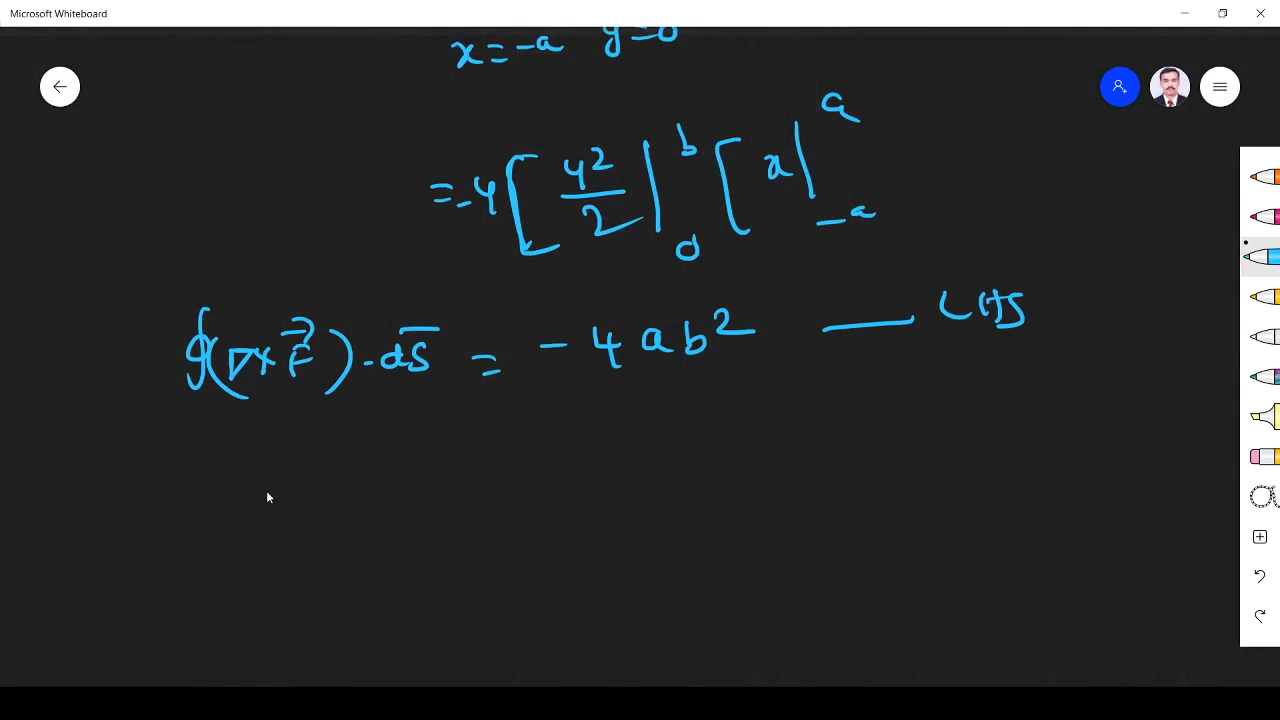 Microsoft Whiteboard
x = -a y = 0
= -4 [ y²/2 |₀ᵇ [ x |₋ₐᵃ
∮(∇×F⃗)·dS̅ = -4ab² — LHS